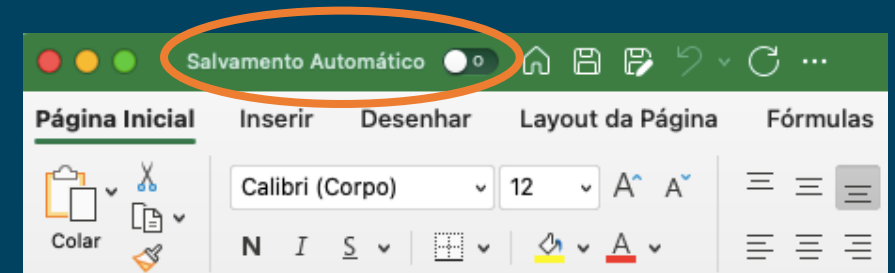 Salvamento Automático
Página Inicial Inserir Desenhar Layout da Página Fórmulas
Calibri (Corpo) 12 A A
Colar
N I S A